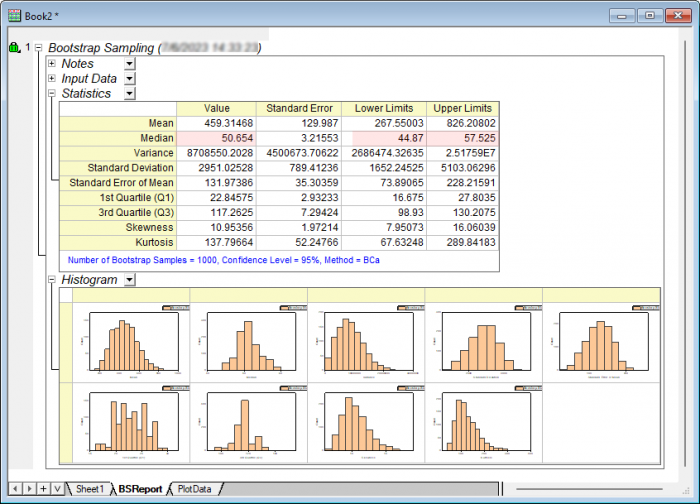 Book2 *
1 Bootstrap Sampling (
Notes
Input Data
Statistics
Value Standard Error Lower Limits Upper Limits
Mean 459.31468 129.987 267.55003 826.20802
Median 50.654 3.21553 44.87 57.525
Variance 8708550.2028 4500673.70622 2686474.32635 2.51759E7
Standard Deviation 2951.02528 789.41236 1652.24525 5103.06296
Standard Error of Mean 131.97386 35.30359 73.89065 228.21591
1st Quartile (Q1) 22.84575 2.93233 16.675 27.8035
3rd Quartile (Q3) 117.2625 7.29424 98.93 130.2075
Skewness 10.95356 1.97214 7.95073 16.06039
Kurtosis 137.79664 52.24766 67.63248 289.84183
Number of Bootstrap Samples = 1000, Confidence Level = 95%, Method = BCa
Histogram
Sheet1 BSReport PlotData